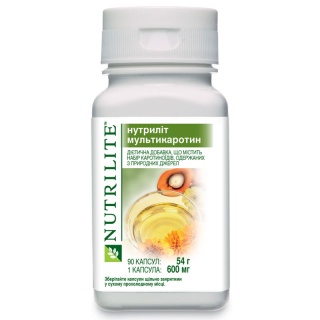 NUTRILITE™
нутриліт
мультикаротин
ДІЄТИЧНА ДОБАВКА, ЩО МІСТИТЬ
НАБІР КАРОТИНОЇДІВ, ОДЕРЖАНИХ
З ПРИРОДНИХ ДЖЕРЕЛ
90 КАПСУЛ: 54 г
1 КАПСУЛА: 600 мг
Зберігайте капсули щільно закритими
у сухому прохолодному місці.